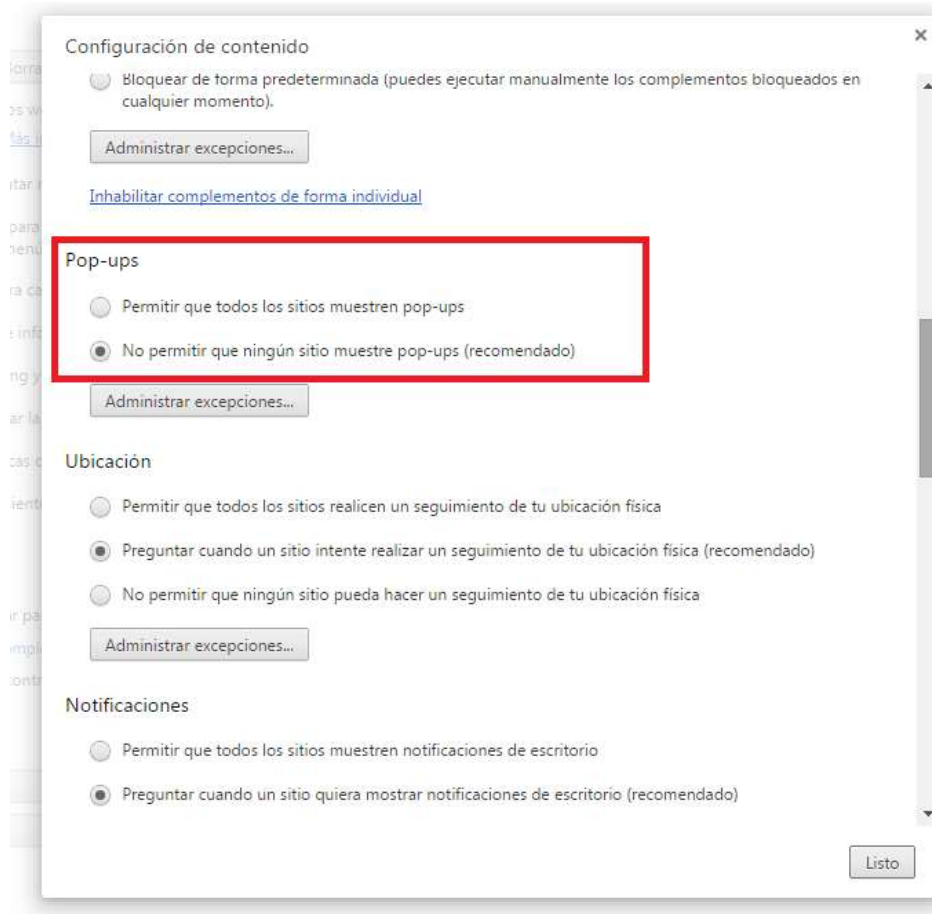 Configuración de contenido
×
Bloquear de forma predeterminada (puedes ejecutar manualmente los complementos bloqueados en
cualquier momento).
Administrar excepciones...
Inhabilitar complementos de forma individual
Pop-ups
Permitir que todos los sitios muestren pop-ups
No permitir que ningún sitio muestre pop-ups (recomendado)
Administrar excepciones...
Ubicación
Permitir que todos los sitios realicen un seguimiento de tu ubicación física
Preguntar cuando un sitio intente realizar un seguimiento de tu ubicación física (recomendado)
No permitir que ningún sitio pueda hacer un seguimiento de tu ubicación física
Administrar excepciones...
Notificaciones
Permitir que todos los sitios muestren notificaciones de escritorio
Preguntar cuando un sitio quiera mostrar notificaciones de escritorio (recomendado)
Listo